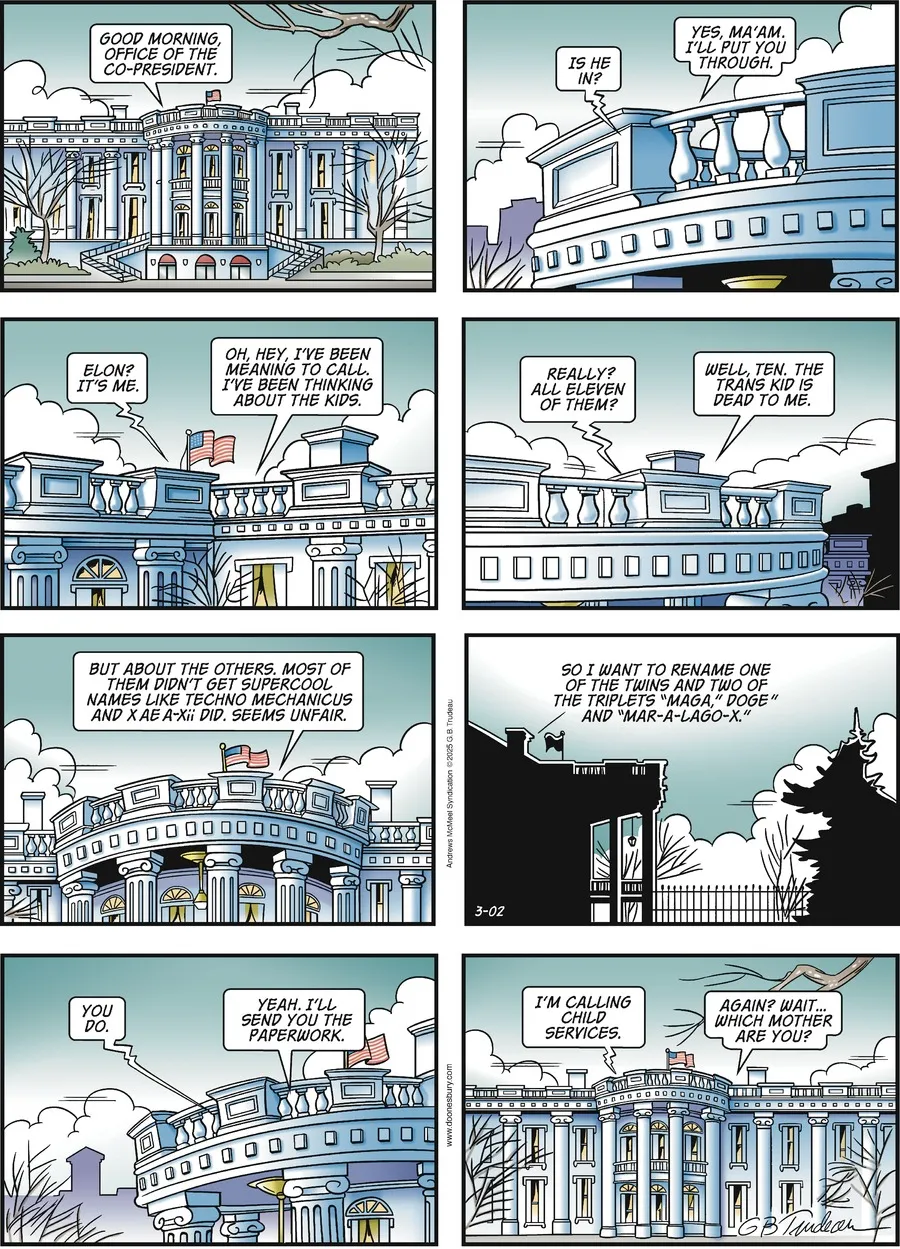 GOOD MORNING,
OFFICE OF THE
CO-PRESIDENT.
IS HE
IN?
YES, MA'AM.
I'LL PUT YOU
THROUGH.
ELON?
IT'S ME.
OH, HEY, I'VE BEEN
MEANING TO CALL.
I'VE BEEN THINKING
ABOUT THE KIDS.
REALLY?
ALL ELEVEN
OF THEM?
WELL, TEN. THE
TRANS KID IS
DEAD TO ME.
BUT ABOUT THE OTHERS. MOST OF
THEM DIDN'T GET SUPERCOOL
NAMES LIKE TECHNO MECHANICUS
AND X AE A-Xii DID. SEEMS UNFAIR.
Andrews McMeel Syndication © 2025 G.B. Trudeau
SO I WANT TO RENAME ONE
OF THE TWINS AND TWO OF
THE TRIPLETS "MAGA," DOGE"
AND "MAR-A-LAGO-X."
3-02
YOU
DO.
YEAH. I'LL
SEND YOU THE
PAPERWORK.
www.doonesbury.com
I'M CALLING
CHILD
SERVICES.
AGAIN? WAIT...
WHICH MOTHER
ARE YOU?
GB Trudeau